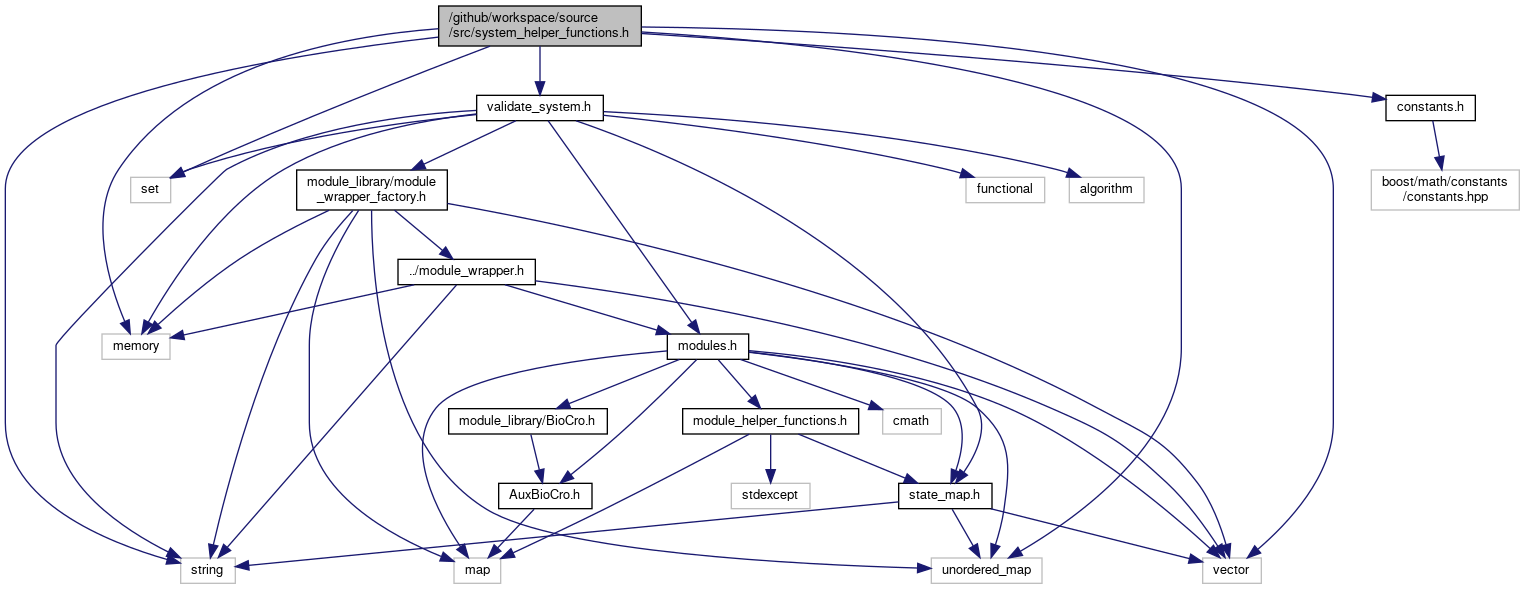 /github/workspace/source
/src/system_helper_functions.h
validate_system.h
constants.h
set
module_library/module
_wrapper_factory.h
functional
algorithm
boost/math/constants
/constants.hpp
../module_wrapper.h
memory
modules.h
module_library/BioCro.h
module_helper_functions.h
cmath
AuxBioCro.h
stdexcept
state_map.h
string
map
unordered_map
vector